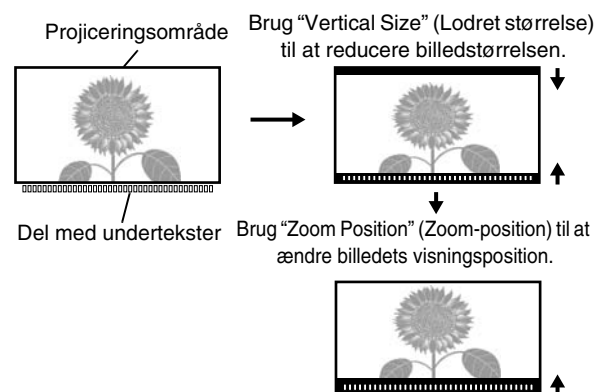 Projiceringsområde
Brug “Vertical Size” (Lodret størrelse)
til at reducere billedstørrelsen.
Del med undertekster
Brug “Zoom Position” (Zoom-position) til at
ændre billedets visningsposition.